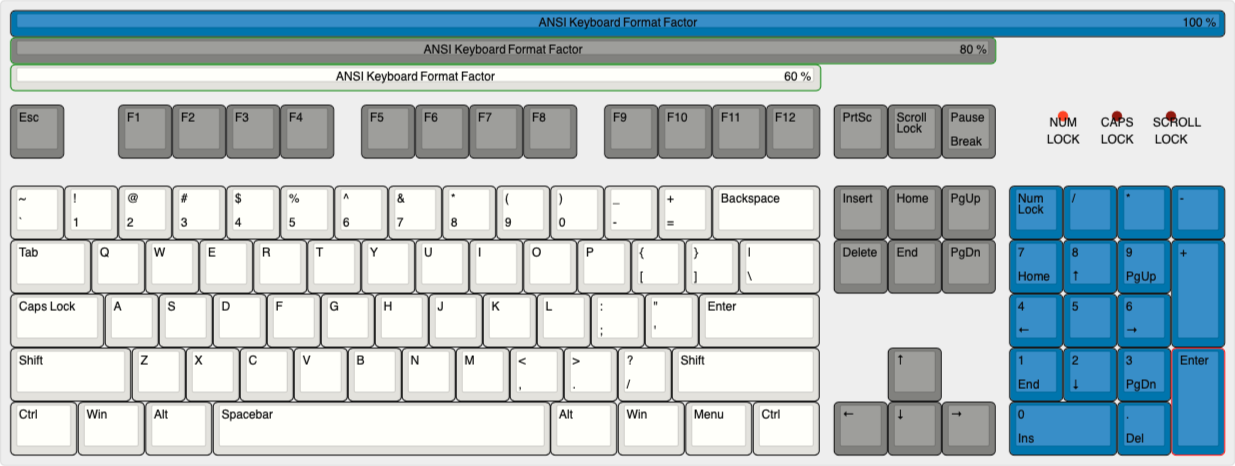 ANSI Keyboard Format Factor 100 %
ANSI Keyboard Format Factor 80 %
ANSI Keyboard Format Factor 60 %
Esc F1 F2 F3 F4 F5 F6 F7 F8 F9 F10 F11 F12 PrtSc Scroll Lock Pause Break NUM LOCK CAPS LOCK SCROLL LOCK
~ ` ! 1 @ 2 # 3 $ 4 % 5 ^ 6 & 7 * 8 ( 9 ) 0 _ - + = Backspace Insert Home PgUp Num Lock / * -
Tab Q W E R T Y U I O P { [ } ] | \ Delete End PgDn 7 Home 8 ↑ 9 PgUp +
Caps Lock A S D F G H J K L : ; " ' Enter 4 ← 5 6 →
Shift Z X C V B N M < , > . ? / Shift ↑ 1 End 2 ↓ 3 PgDn Enter
Ctrl Win Alt Spacebar Alt Win Menu Ctrl ← ↓ → 0 Ins . Del